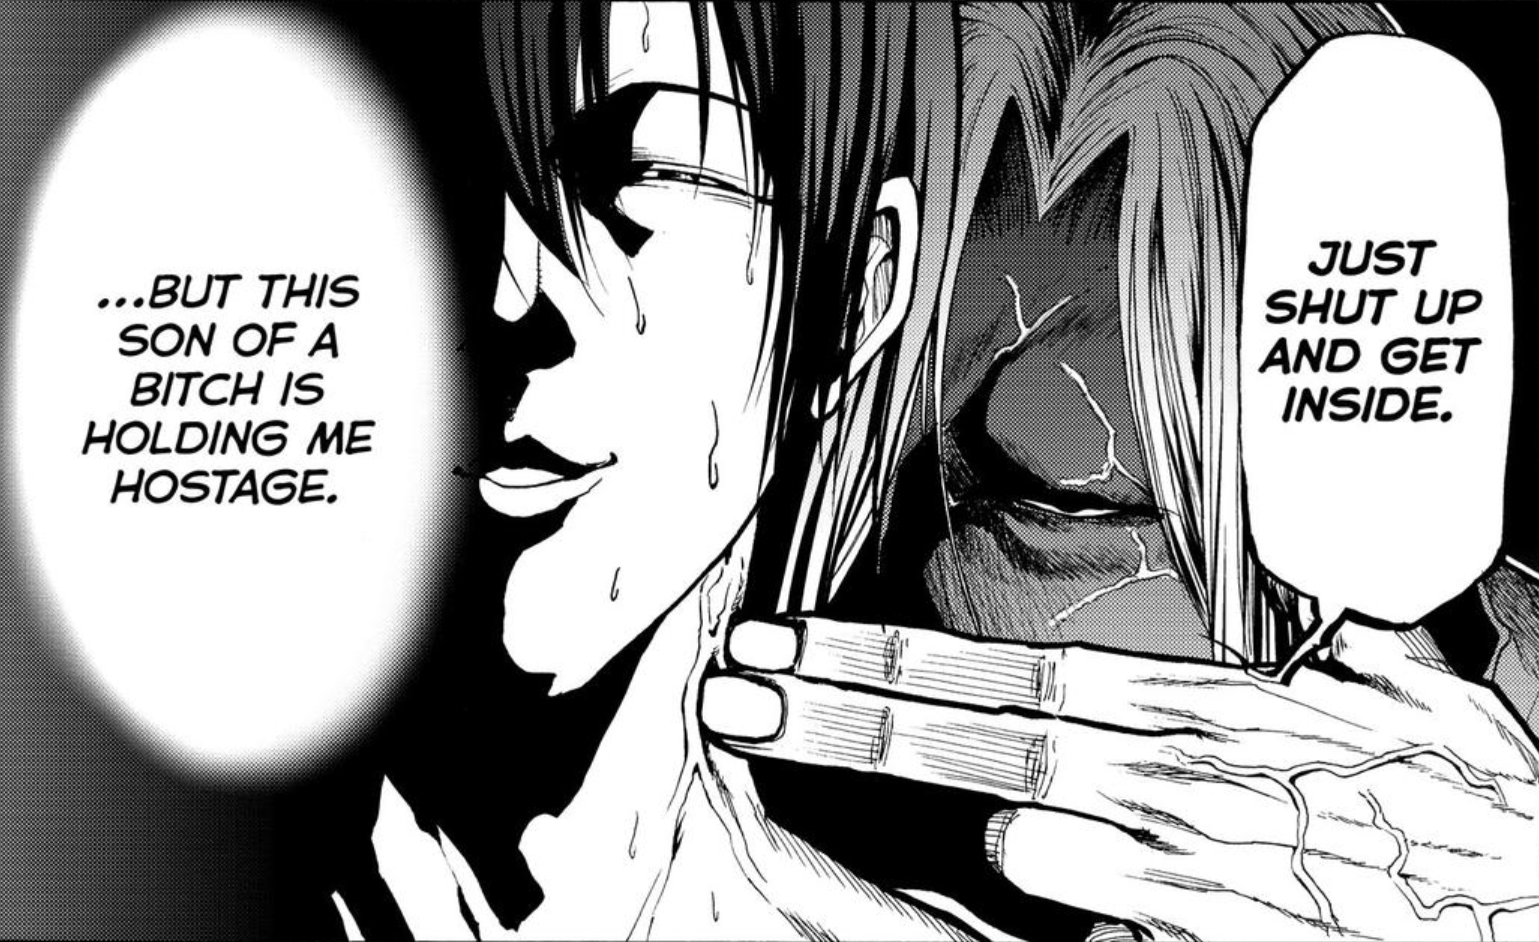 JUST
SHUT UP
AND GET
INSIDE.
...BUT THIS
SON OF A
BITCH IS
HOLDING ME
HOSTAGE.